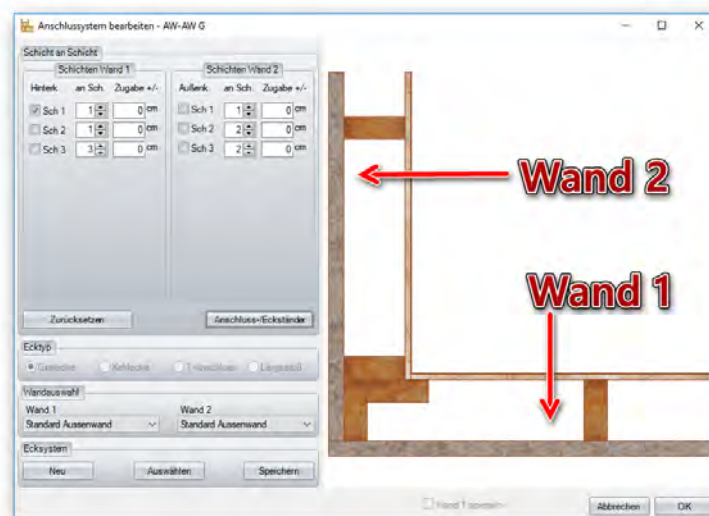 Anschlussystem bearbeiten - AW-AW G
Schicht an Schicht
Schichten Wand 1
Schichten Wand 2
Hinterk. an Sch. Zugabe +/-
Außenk. an Sch. Zugabe +/-
Sch 1 1 0 cm
Sch 1 1 0 cm
Sch 2 1 0 cm
Sch 2 2 0 cm
Sch 3 3 0 cm
Sch 3 2 0 cm
Zurücksetzen
Anschluss-/Eckständer
Ecktyp
Kehlecke
Längsstoß
Wandauswahl
Wand 1
Wand 2
Standard Aussenwand
Standard Aussenwand
Ecksystem
Neu
Auswählen
Speichern
Wand 2
Wand 1
Wand 1
Abbrechen
OK